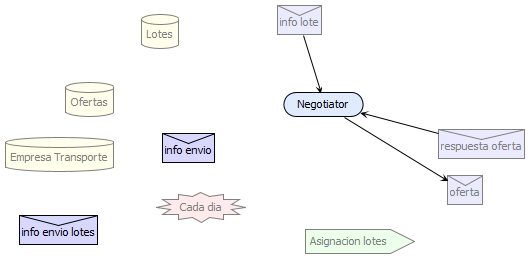 info lote
Lotes
Ofertas
Negotiator
Empresa Transporte
info envio
respuesta oferta
oferta
Cada dia
info envio lotes
Asignacion lotes